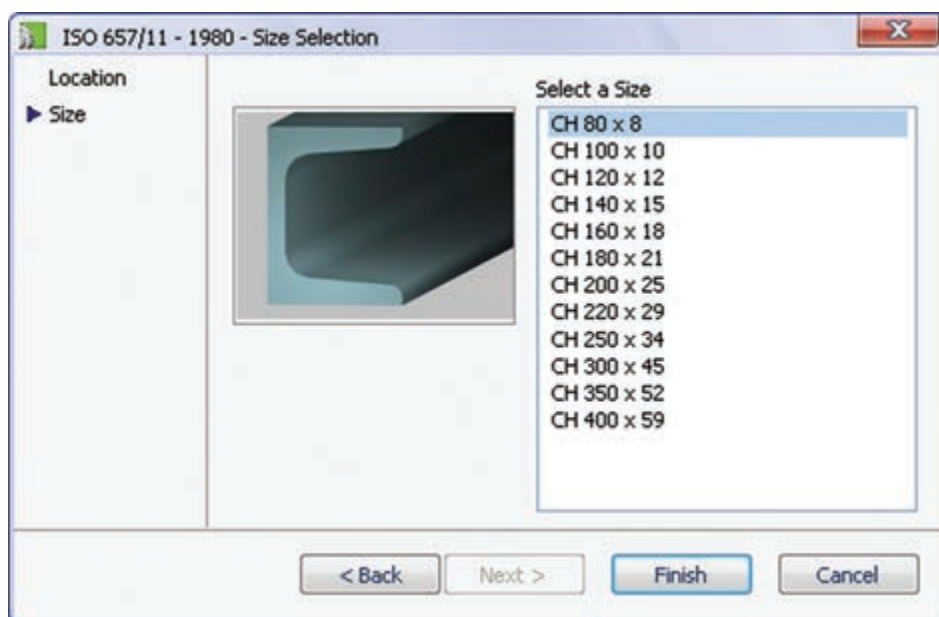 ISO 657/11 - 1980 - Size Selection
Location
Size
Select a Size
CH 80 x 8
CH 100 x 10
CH 120 x 12
CH 140 x 15
CH 160 x 18
CH 180 x 21
CH 200 x 25
CH 220 x 29
CH 250 x 34
CH 300 x 45
CH 350 x 52
CH 400 x 59
< Back Next > Finish Cancel